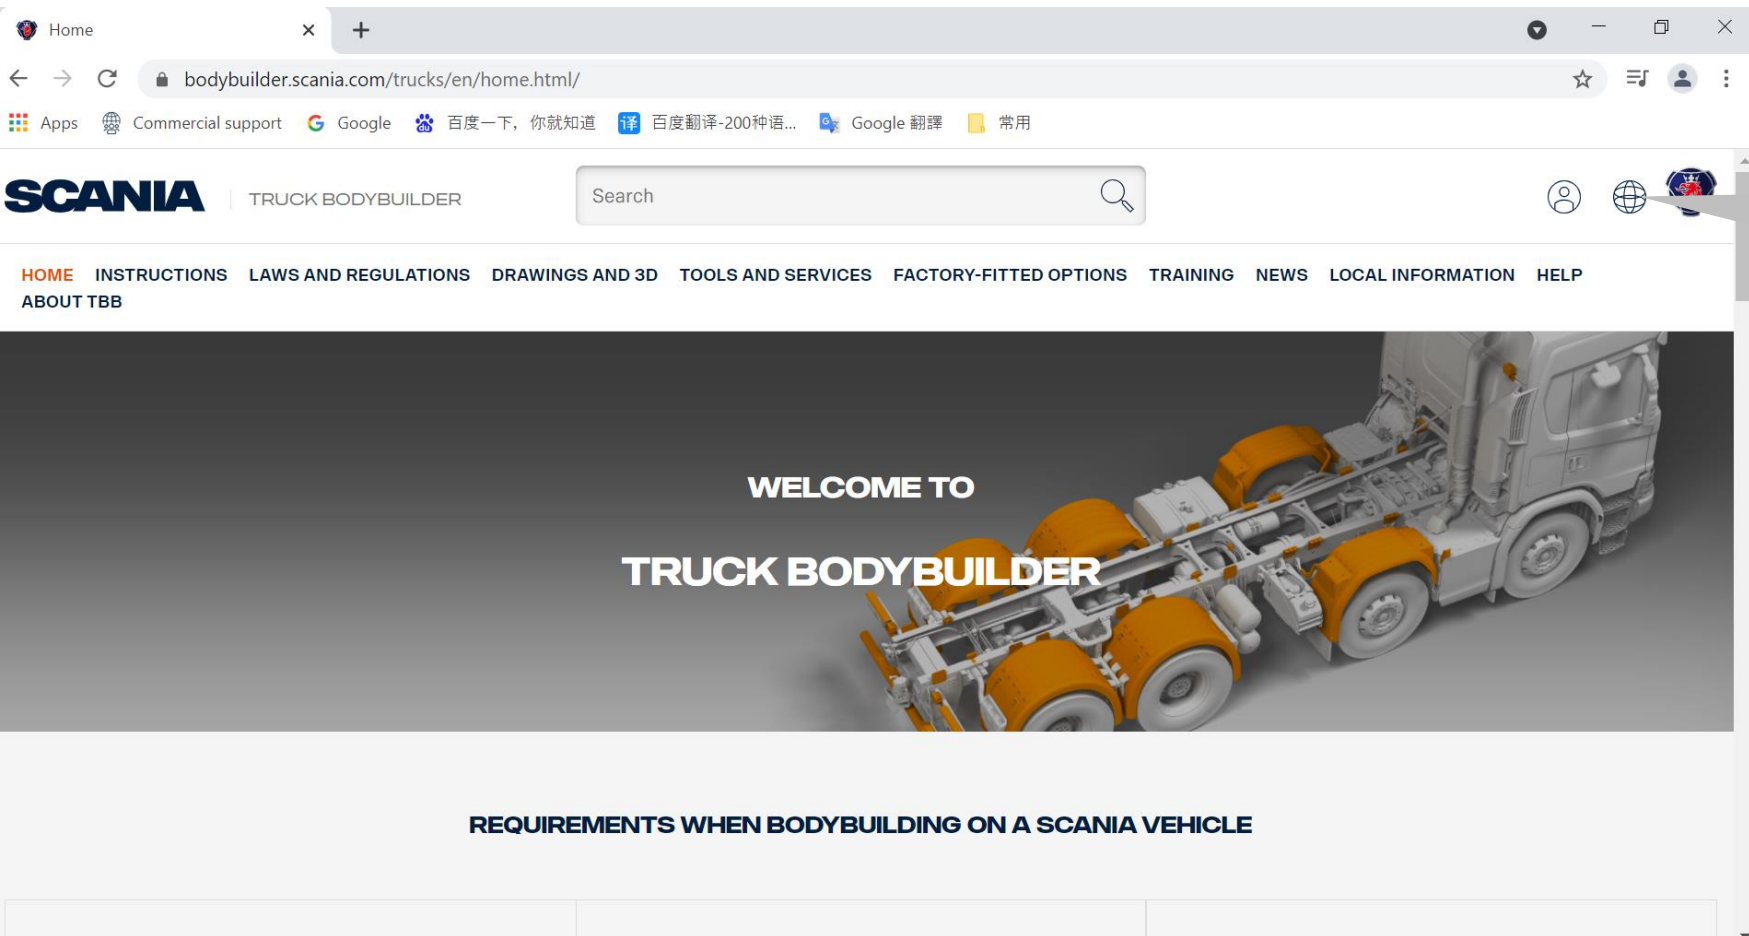 Home
bodybuilder.scania.com/trucks/en/home.html/
Apps Commercial support Google 百度一下，你就知道 译 百度翻译-200种语... Google 翻譯 常用
SCANIA TRUCK BODYBUILDER Search
HOME INSTRUCTIONS LAWS AND REGULATIONS DRAWINGS AND 3D TOOLS AND SERVICES FACTORY-FITTED OPTIONS TRAINING NEWS LOCAL INFORMATION HELP
ABOUT TBB
WELCOME TO
TRUCK BODYBUILDER
REQUIREMENTS WHEN BODYBUILDING ON A SCANIA VEHICLE